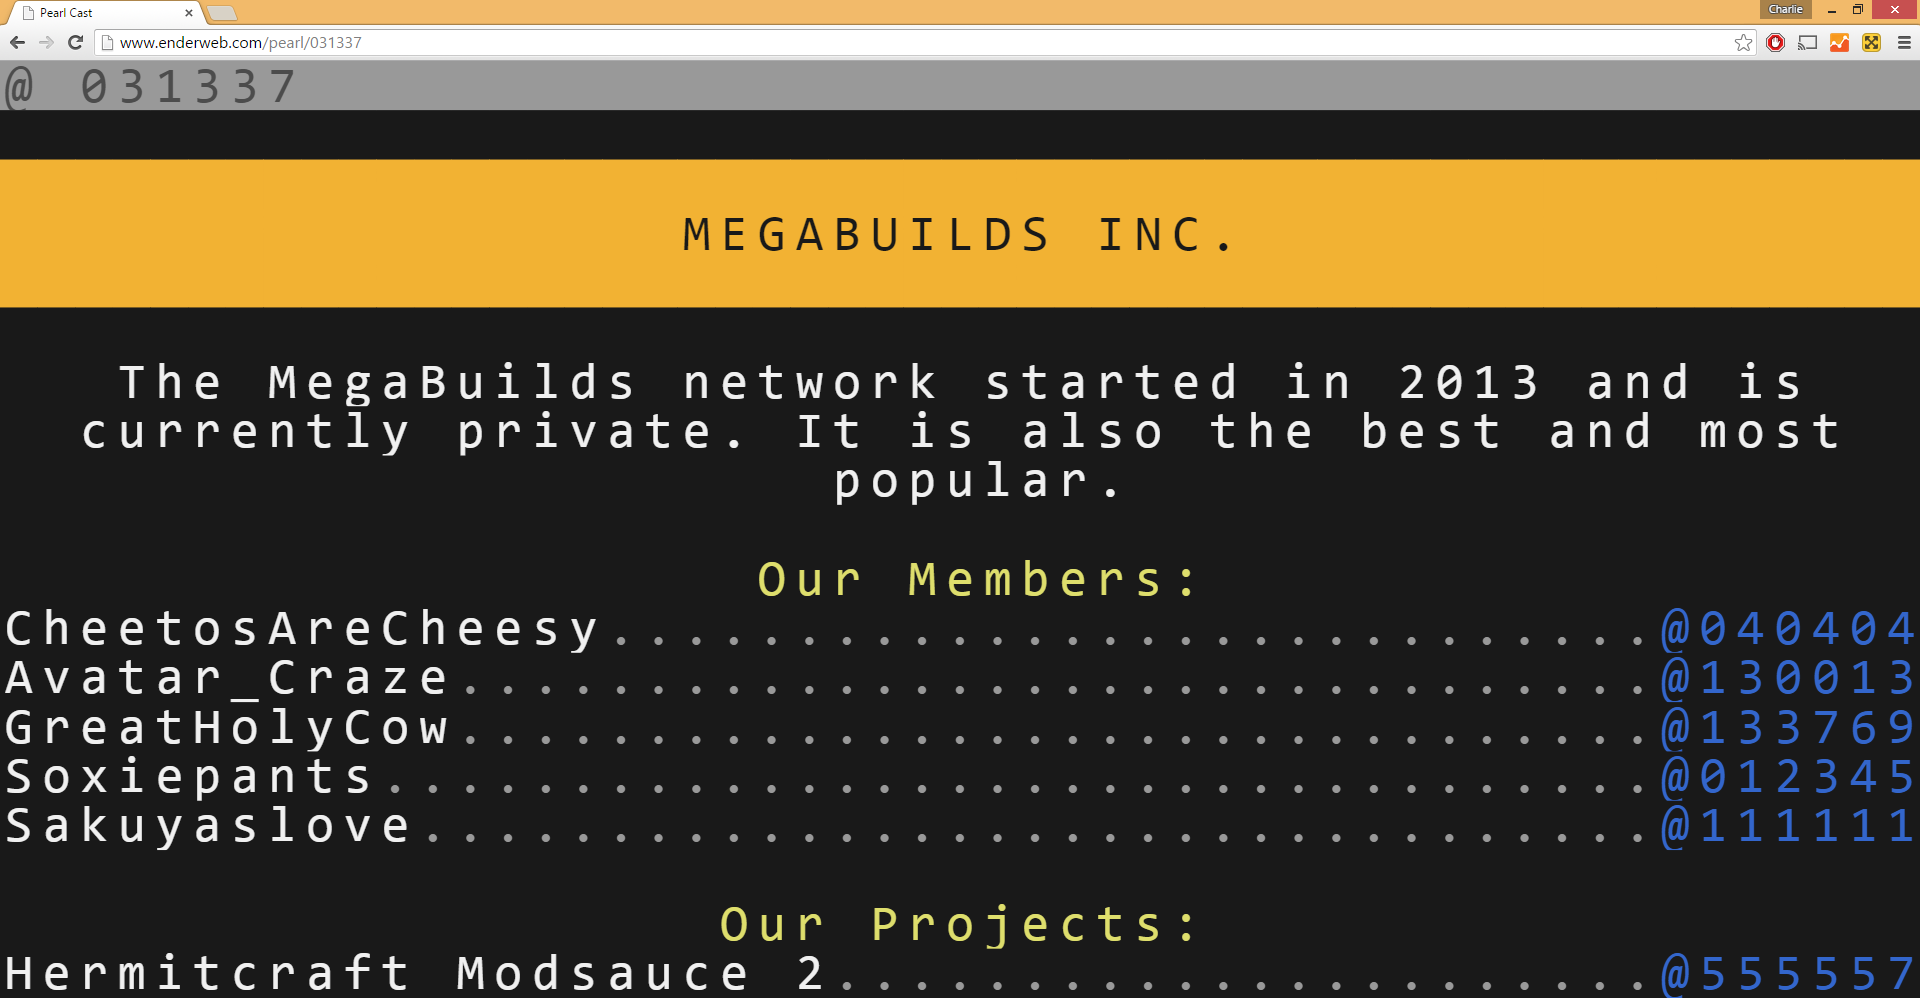 Pearl Cast
Charlie
www.enderweb.com/pearl/031337
@ 031337
MEGABUILDS INC.
The MegaBuilds network started in 2013 and is
currently private. It is also the best and most
popular.
Our Members:
CheetosAreCheesy............................@040404
Avatar_Craze................................@130013
GreatHolyCow................................@133769
Soxiepants..................................@012345
Sakuyaslove.................................@111111
Our Projects:
Hermitcraft Modsauce 2......................@555557